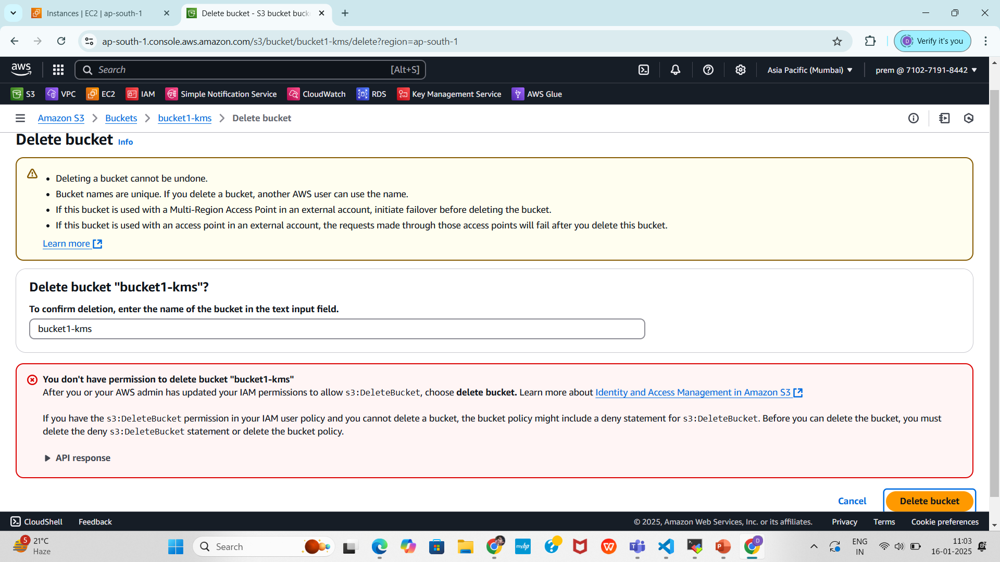 Instances | EC2 | ap-south-1
Delete bucket - S3 bucket buck
ap-south-1.console.aws.amazon.com/s3/bucket/bucket1-kms/delete?region=ap-south-1
D
Verify it's you
aws
Search
[Alt+S]
Asia Pacific (Mumbai)
prem @ 7102-7191-8442
S3
VPC
EC2
IAM
Simple Notification Service
CloudWatch
RDS
Key Management Service
AWS Glue
Amazon S3
Buckets
bucket1-kms
Delete bucket
Delete bucket
Info
• Deleting a bucket cannot be undone.
• Bucket names are unique. If you delete a bucket, another AWS user can use the name.
• If this bucket is used with a Multi-Region Access Point in an external account, initiate failover before deleting the bucket.
• If this bucket is used with an access point in an external account, the requests made through those access points will fail after you delete this bucket.
Learn more
Delete bucket "bucket1-kms"?
To confirm deletion, enter the name of the bucket in the text input field.
bucket1-kms
You don't have permission to delete bucket "bucket1-kms"
After you or your AWS admin has updated your IAM permissions to allow s3:DeleteBucket, choose delete bucket. Learn more about Identity and Access Management in Amazon S3
If you have the s3:DeleteBucket permission in your IAM user policy and you cannot delete a bucket, the bucket policy might include a deny statement for s3:DeleteBucket. Before you can delete the bucket, you must
delete the deny s3:DeleteBucket statement or delete the bucket policy.
API response
Cancel
Delete bucket
CloudShell
Feedback
© 2025, Amazon Web Services, Inc. or its affiliates.
Privacy
Terms
Cookie preferences
5
21°C
Haze
Search
myhp
D
ENG
IN
11:03
16-01-2025